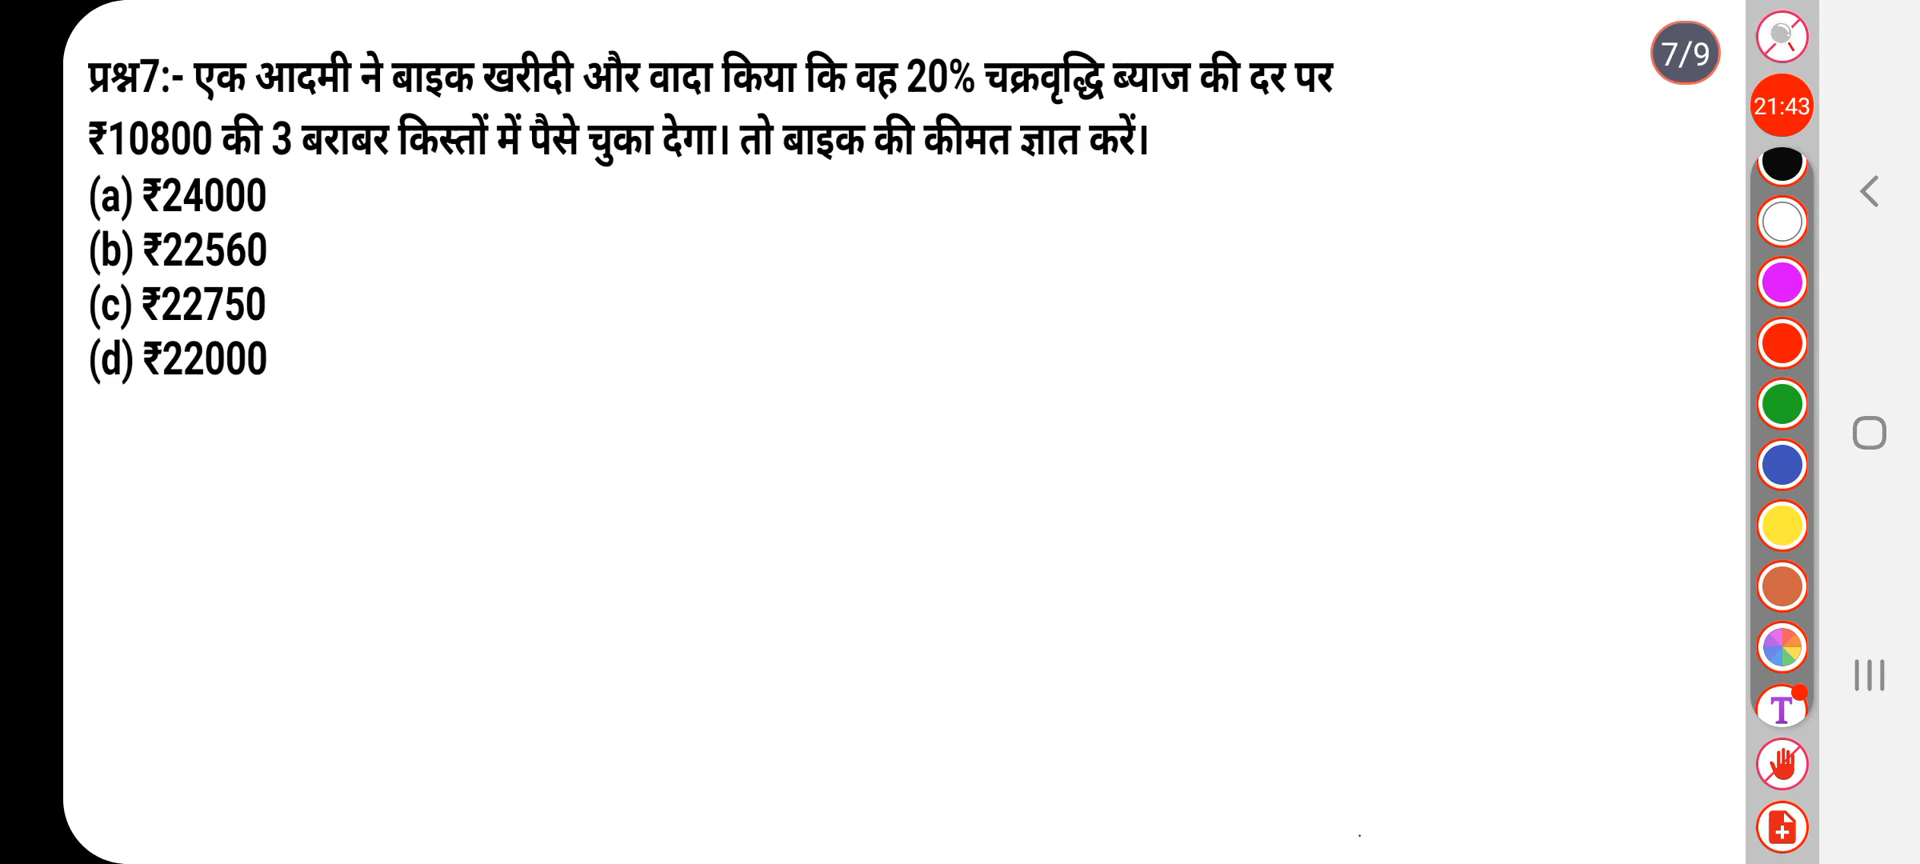 प्रश्न7:- एक आदमी ने बाइक खरीदी और वादा किया कि वह 20% चक्रवृद्धि ब्याज की दर पर
₹10800 की 3 बराबर किस्तों में पैसे चुका देगा। तो बाइक की कीमत ज्ञात करें।
(a) ₹24000
(b) ₹22560
(c) ₹22750
(d) ₹22000
7/9
21:43
T